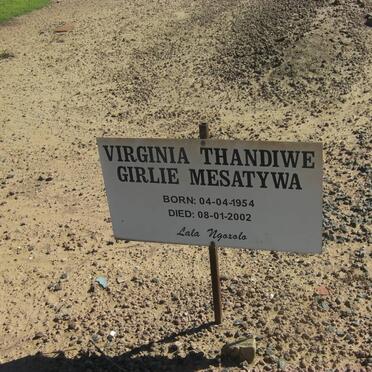 VIRGINIA THANDIWE
GIRLIE MESATYWA
BORN: 04-04-1954
DIED: 08-01-2002
Lala Ngoxolo